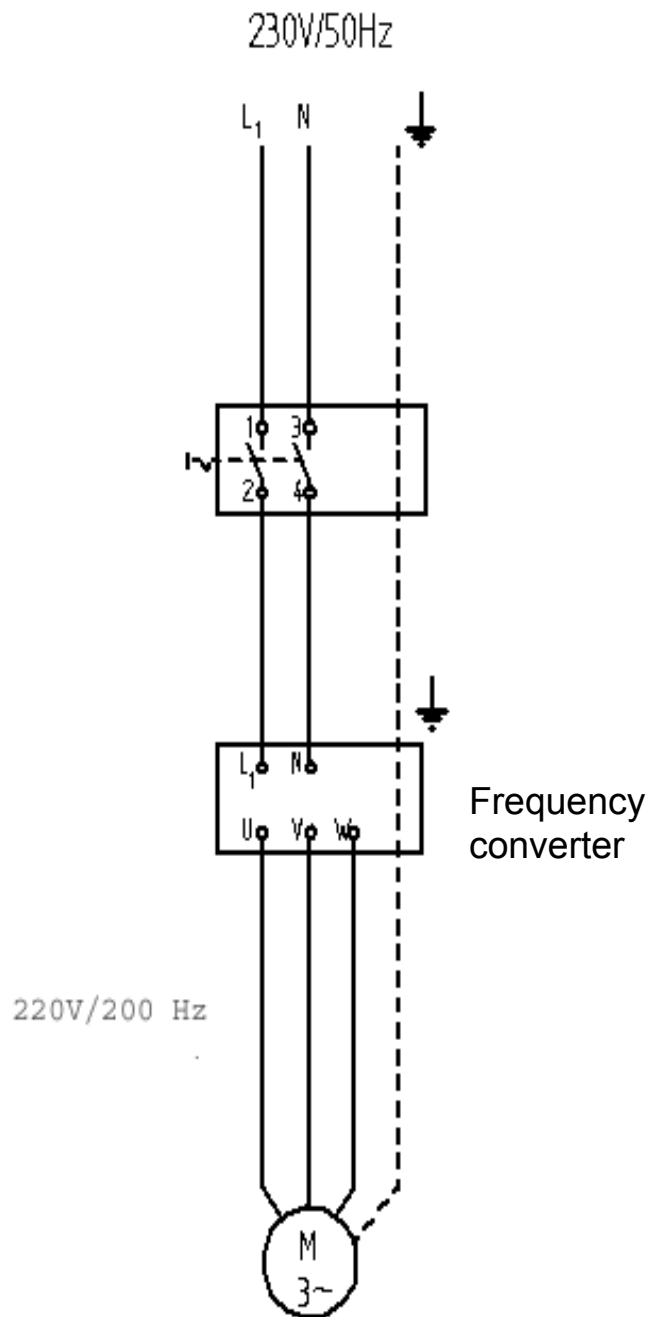 230V/50Hz
L₁ N
1 3
2 4
L₁ N
U V W
Frequency
converter
220V/200 Hz
M
3~